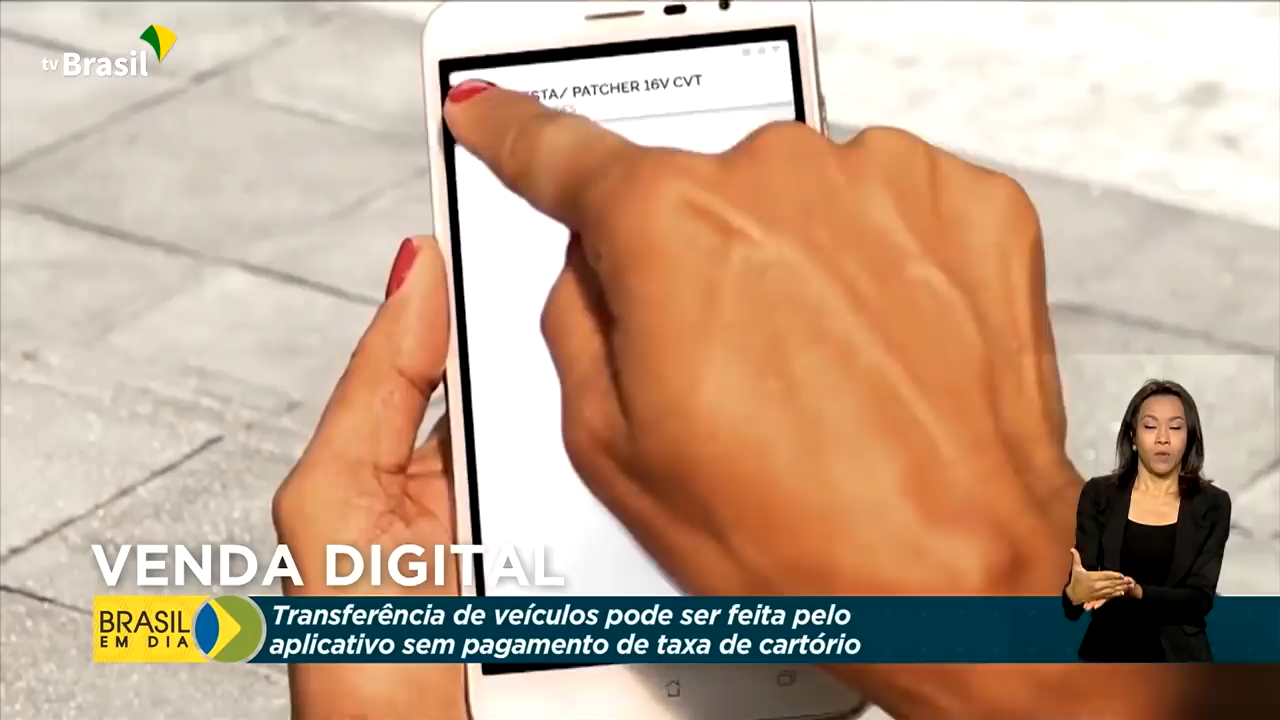 tv Brasil
STA/ PATCHER 16V CVT
VENDA DIGITAL
BRASIL
EM DIA
Transferência de veículos pode ser feita pelo
aplicativo sem pagamento de taxa de cartório